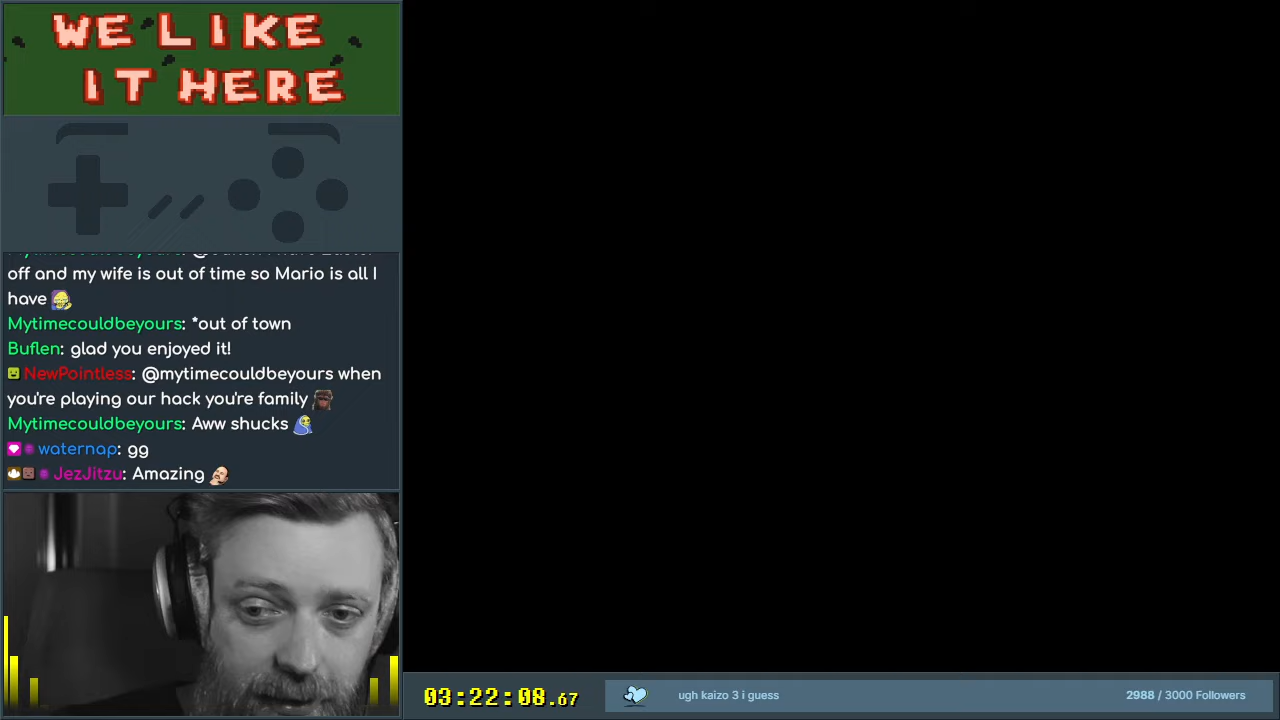 WE LIKE
IT HERE
off and my wife is out of time so Mario is all I
have
Mytimecouldbeyours: *out of town
Buflen: glad you enjoyed it!
NewPointless: @mytimecouldbeyours when
you're playing our hack you're family
Mytimecouldbeyours: Aww shucks
waternap: gg
JezJitzu: Amazing
03:22:08.67
ugh kaizo 3 i guess
2988 / 3000 Followers